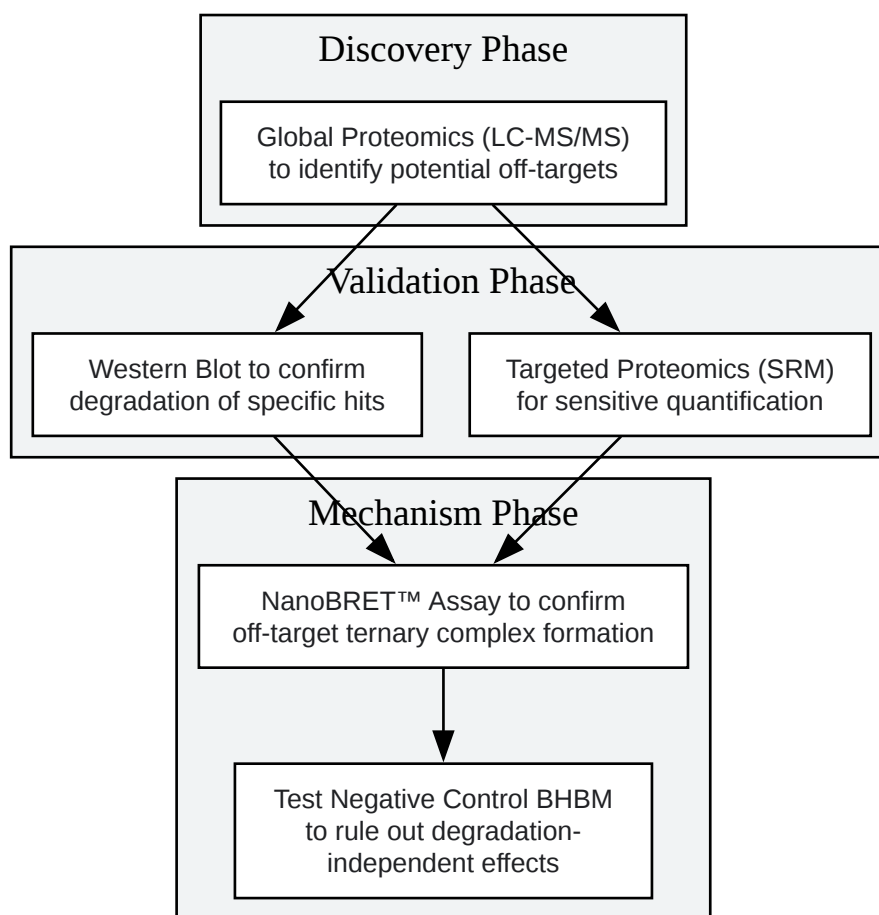 Discovery Phase
Global Proteomics (LC-MS/MS)
to identify potential off-targets
Validation Phase
Western Blot to confirm
degradation of specific hits
Targeted Proteomics (SRM)
for sensitive quantification
Mechanism Phase
NanoBRET™ Assay to confirm
off-target ternary complex formation
Test Negative Control BHBM
to rule out degradation-
independent effects